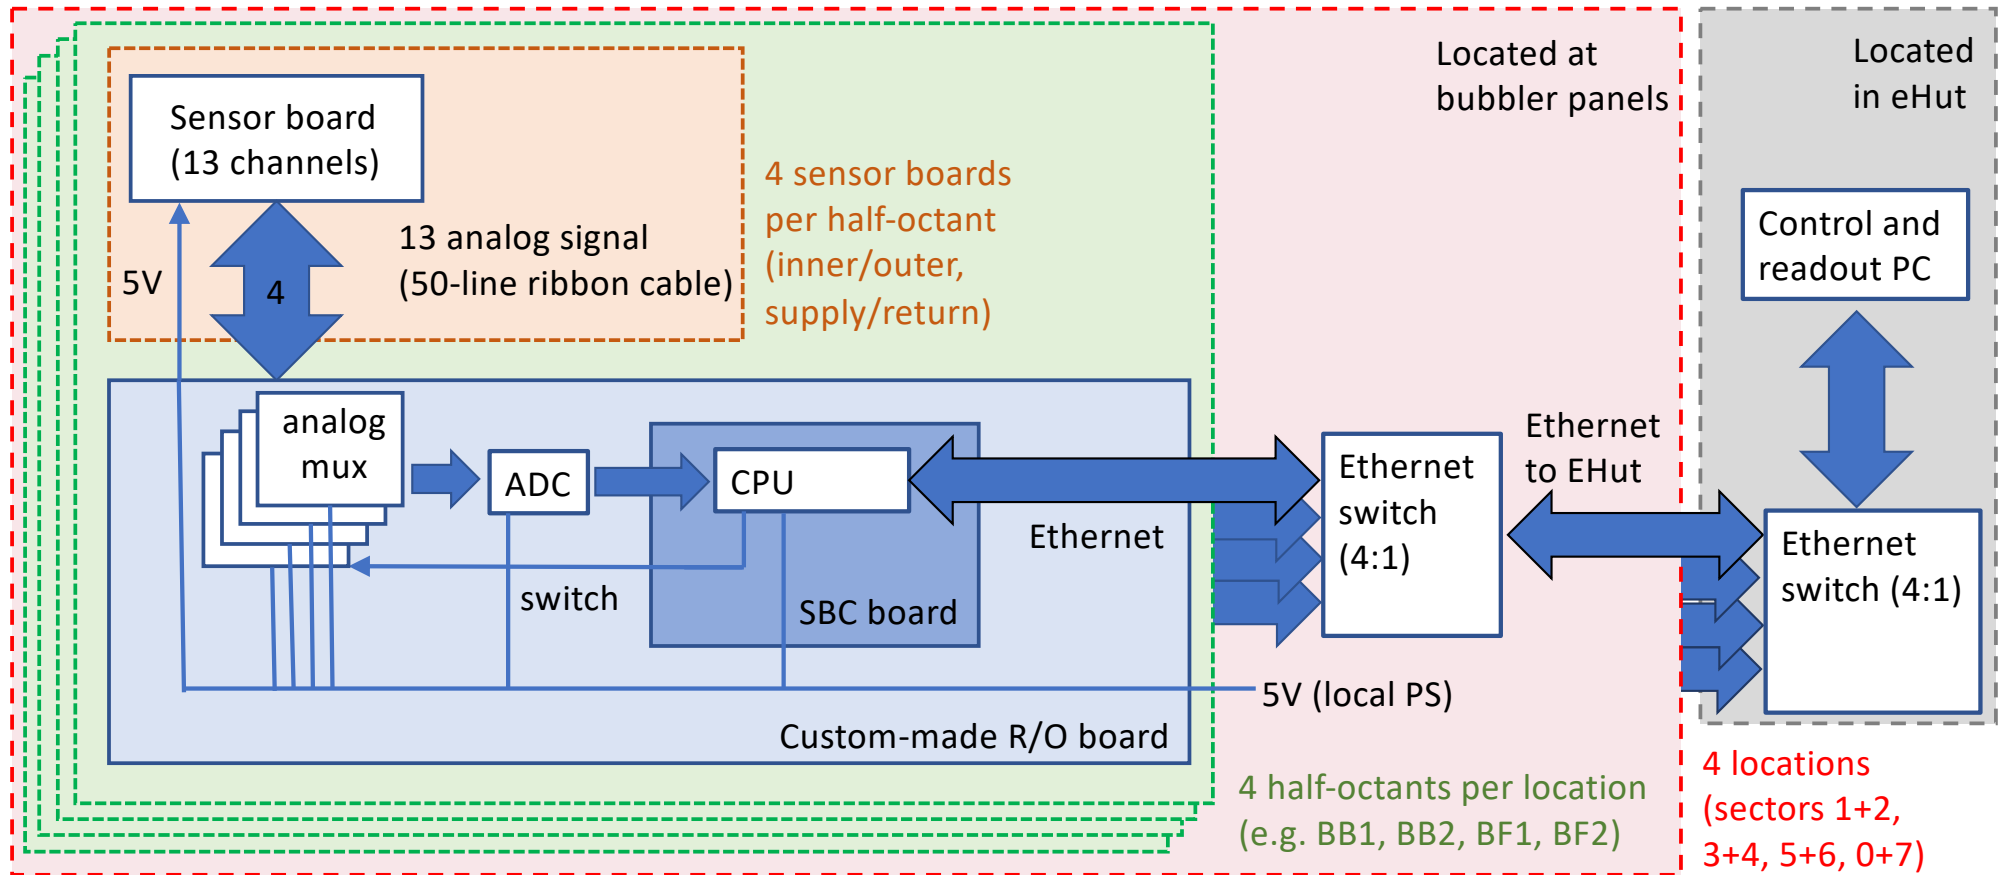 Sensor board
(13 channels)
5V
4
13 analog signal
(50-line ribbon cable)
4 sensor boards
per half-octant
(inner/outer,
supply/return)
Located at
bubbler panels
Located
in eHut
Control and
readout PC
analog
mux
ADC
CPU
switch
SBC board
Ethernet
Custom-made R/O board
Ethernet
switch
(4:1)
Ethernet
to EHut
Ethernet
switch (4:1)
5V (local PS)
4 half-octants per location
(e.g. BB1, BB2, BF1, BF2)
4 locations
(sectors 1+2,
3+4, 5+6, 0+7)